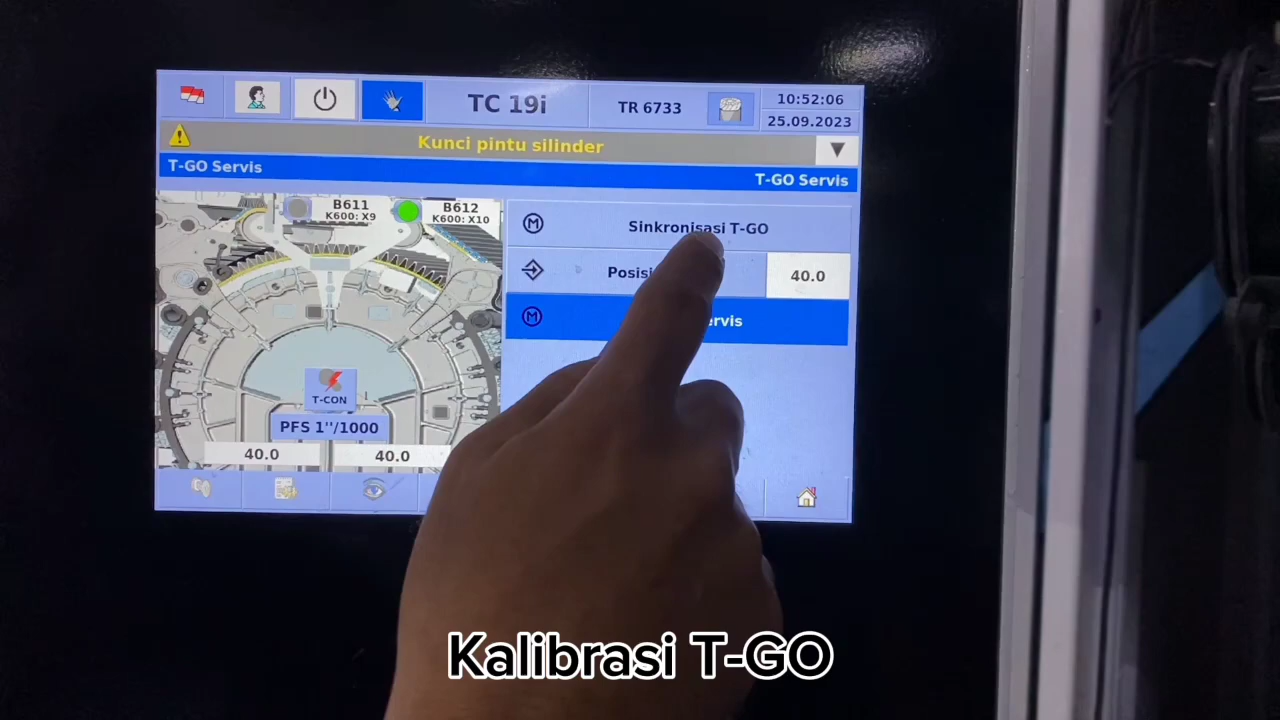 TC 19i
TR 6733
10:52:06
25.09.2023
Kunci pintu silinder
T-GO Servis
T-GO Servis
B611
K600: X9
B612
K600: X10
Sinkronisasi T-GO
40.0
T-CON
PFS 1''/1000
40.0
40.0
Kalibrasi T-GO